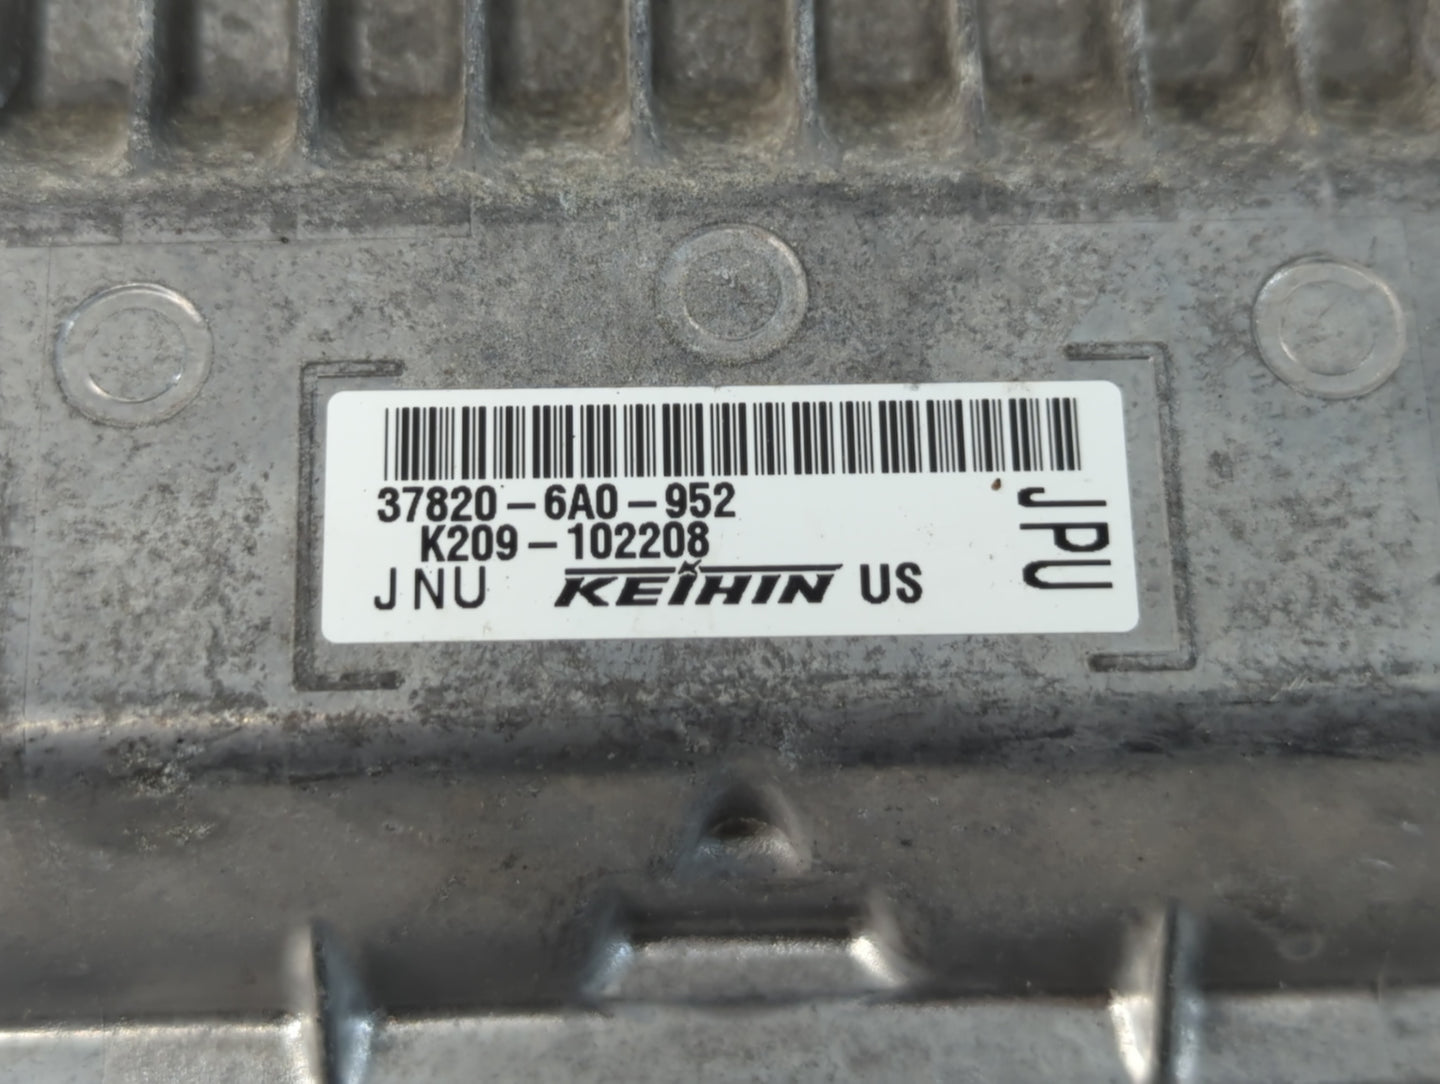 37820-6A0-952
K209-102208
JNU KEIHIN US
JPU